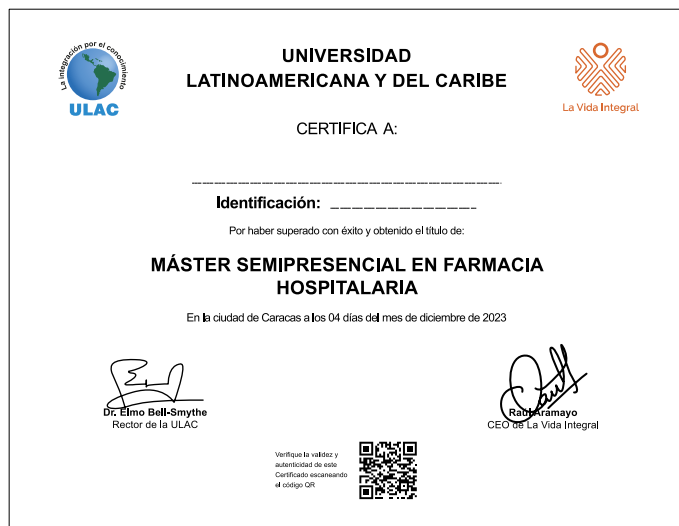 La integración por el conocimiento
ULAC
UNIVERSIDAD
LATINOAMERICANA Y DEL CARIBE
La Vida Integral
CERTIFICA A:
Identificación:
Por haber superado con éxito y obtenido el título de:
MÁSTER SEMIPRESENCIAL EN FARMACIA
HOSPITALARIA
En la ciudad de Caracas a los 04 días del mes de diciembre de 2023
Dr. Elmo Bell-Smythe
Rector de la ULAC
Raúl Aramayo
CEO de La Vida Integral
Verifique la validez y
autenticidad de este
Certificado escaneando
el código QR